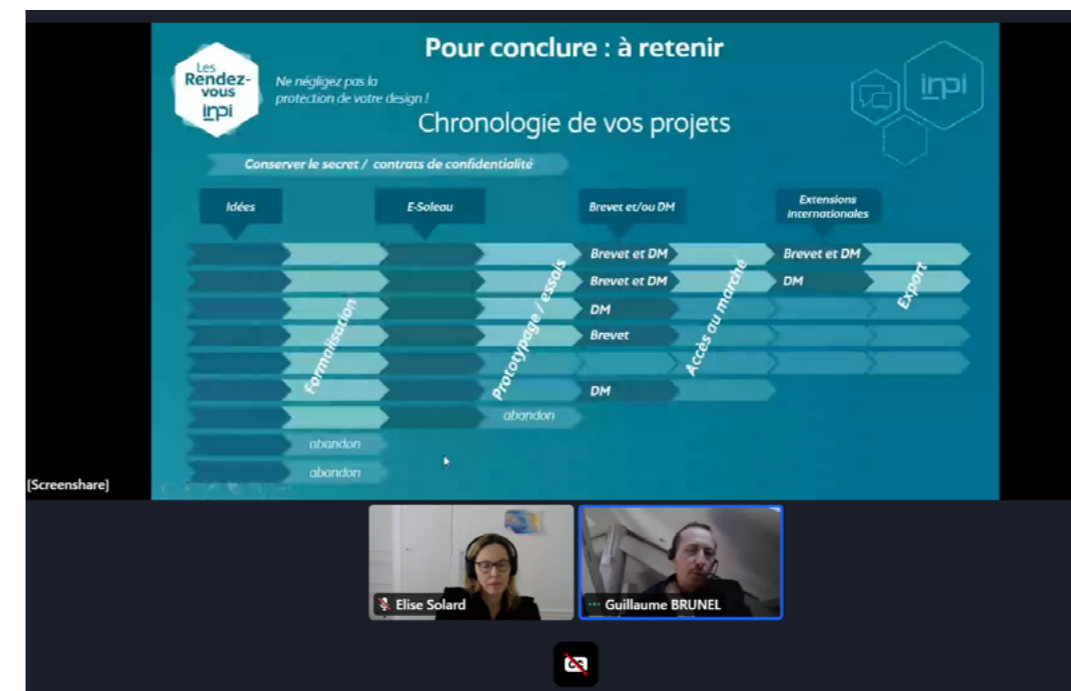 Pour conclure : à retenir
Les
Rendez-
vous
inpi
Ne négligez pas la
protection de votre design !
inpi
Chronologie de vos projets
Conserver le secret / contrats de confidentialité
Idées
E-Soleau
Brevet et/ou DM
Extensions
internationales
Brevet et DM
Brevet et DM
Brevet et DM
DM
DM
Brevet
DM
Formalisation
Prototypage / essais
Accès au marché
Export
abandon
abandon
abandon
[Screenshare]
Elise Solard
Guillaume BRUNEL
CC